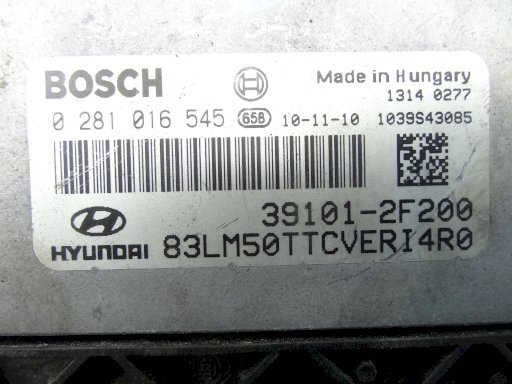 BOSCH Made in Hungary
1314 0277
0 281 016 545 658 10-11-10 1039S43085
39101-2F200
HYUNDAI 83LM50TTCVERI4R0